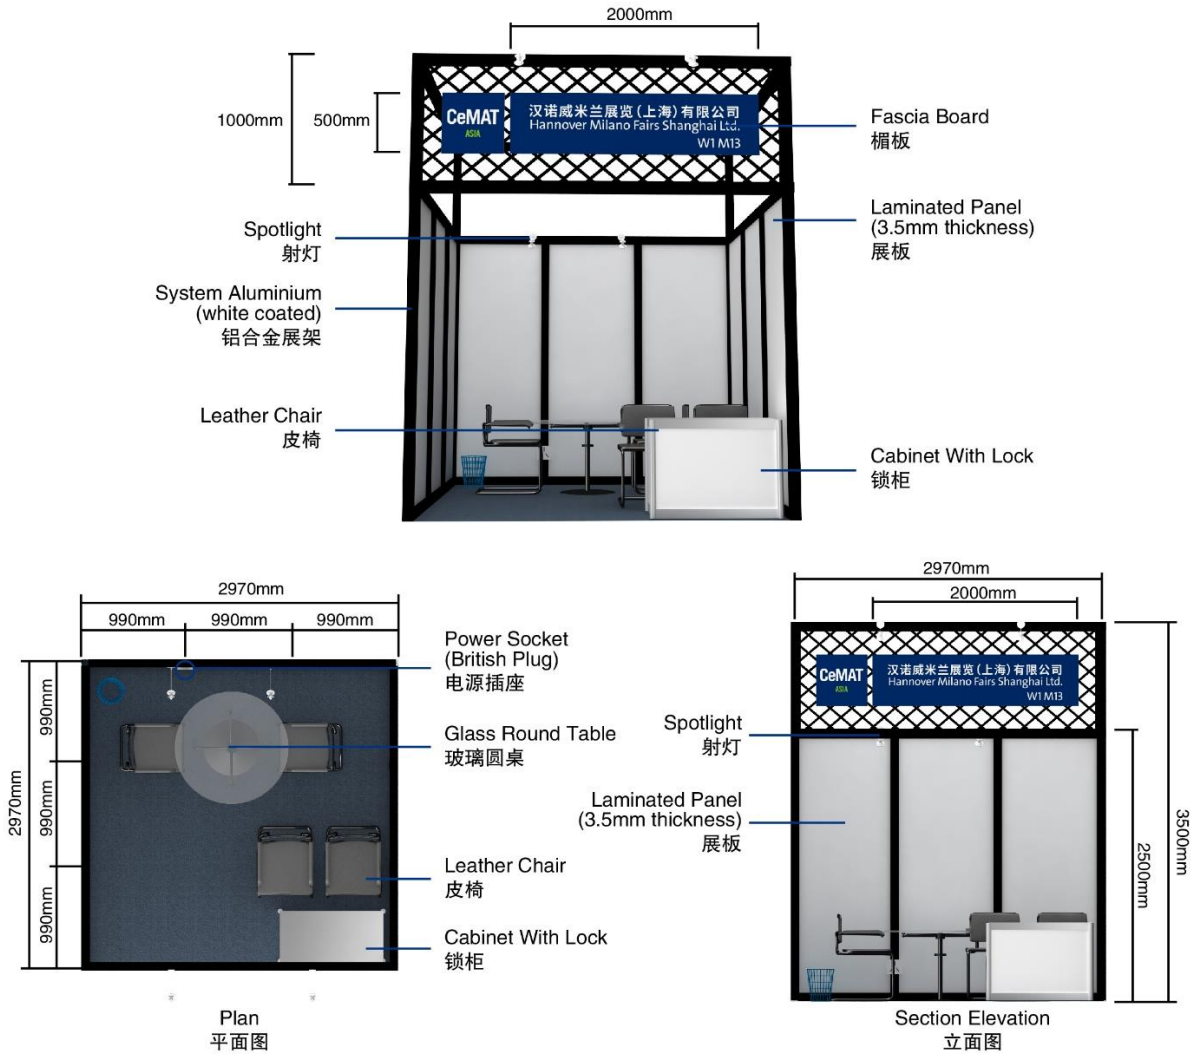 2000mm
1000mm
500mm
CeMAT
ASIA
汉诺威米兰展览(上海)有限公司
Hannover Milano Fairs Shanghai Ltd.
W1 M13
Fascia Board
楣板
Laminated Panel
(3.5mm thickness)
展板
Spotlight
射灯
System Aluminium
(white coated)
铝合金展架
Leather Chair
皮椅
Cabinet With Lock
锁柜
2970mm
990mm
990mm
990mm
2970mm
990mm
990mm
990mm
Power Socket
(British Plug)
电源插座
Glass Round Table
玻璃圆桌
Leather Chair
皮椅
Cabinet With Lock
锁柜
Plan
平面图
2970mm
2000mm
CeMAT
ASIA
汉诺威米兰展览(上海)有限公司
Hannover Milano Fairs Shanghai Ltd.
W1 M13
Spotlight
射灯
Laminated Panel
(3.5mm thickness)
展板
3500mm
2500mm
Section Elevation
立面图